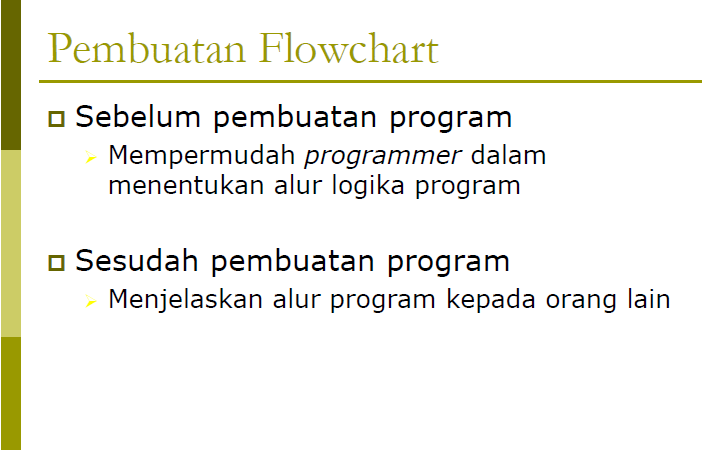 Pembuatan Flowchart
Sebelum pembuatan program
Mempermudah programmer dalam
menentukan alur logika program
Sesudah pembuatan program
Menjelaskan alur program kepada orang lain